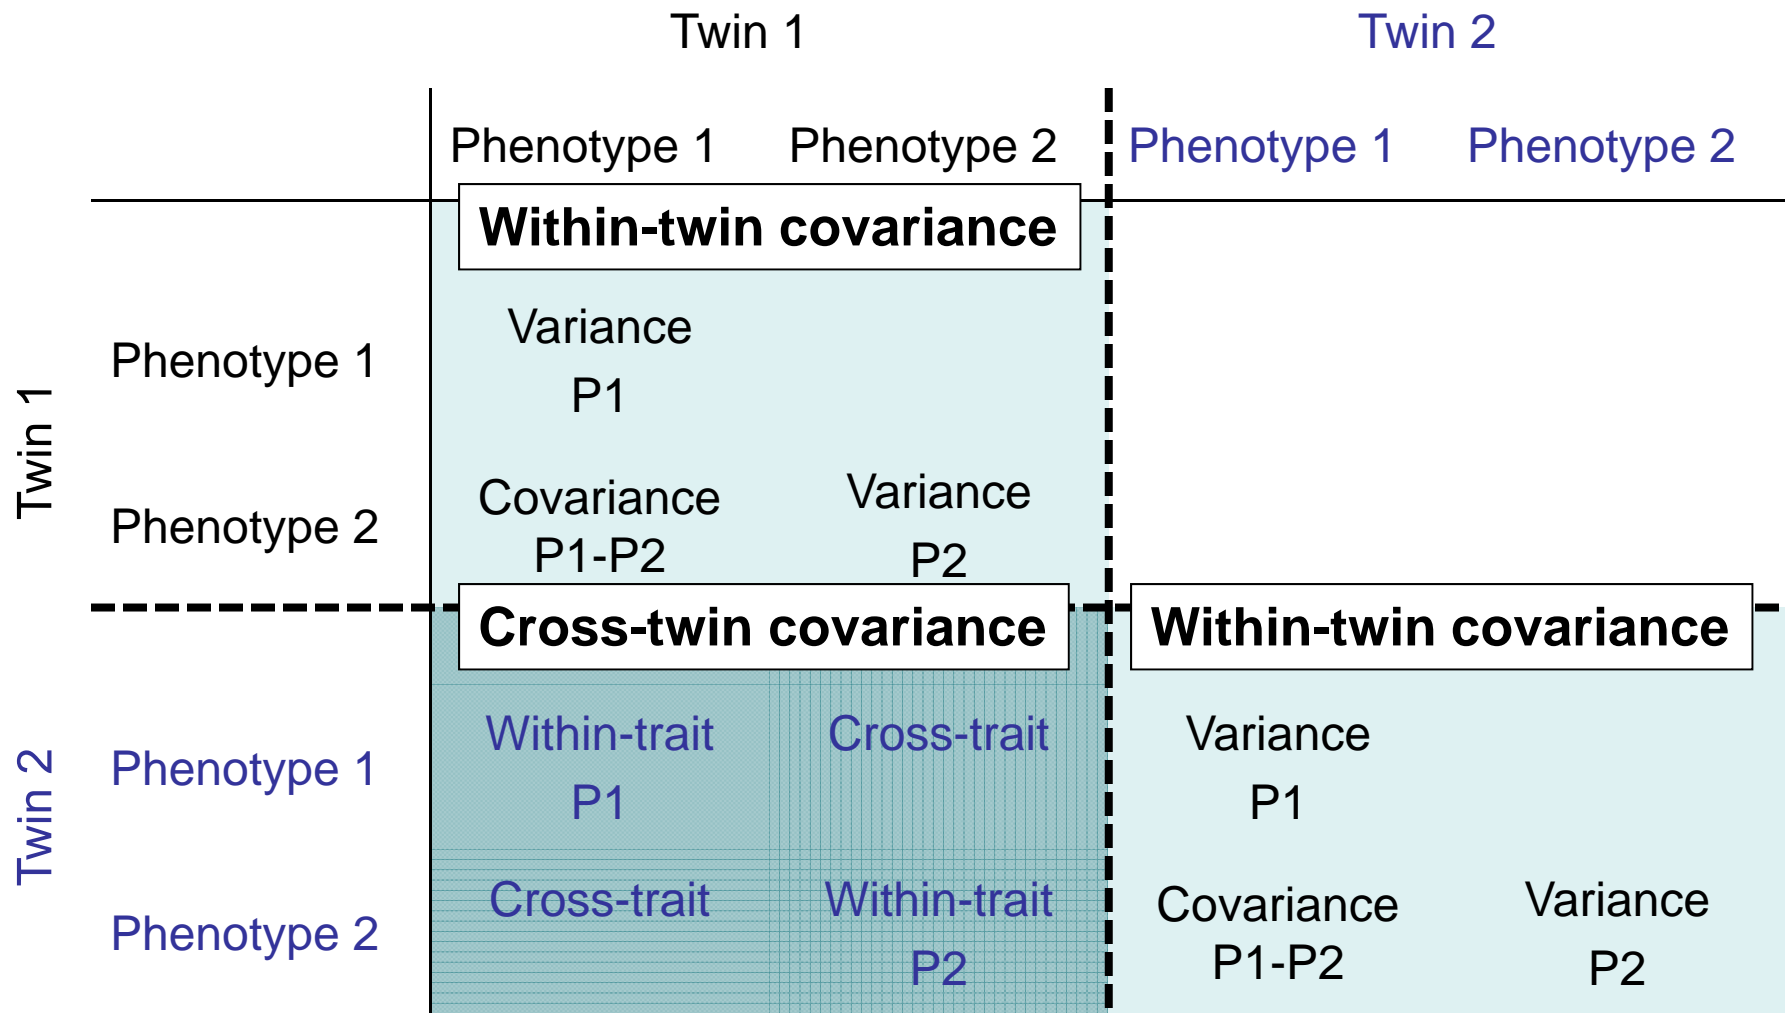 Twin 1
Twin 2
Phenotype 1
Phenotype 2
Phenotype 1
Phenotype 2
Within-twin covariance
Twin 1
Phenotype 1
Variance
P1
Phenotype 2
Covariance
P1-P2
Variance
P2
Cross-twin covariance
Within-twin covariance
Twin 2
Phenotype 1
Within-trait
P1
Cross-trait
Variance
P1
Phenotype 2
Cross-trait
Within-trait
P2
Covariance
P1-P2
Variance
P2